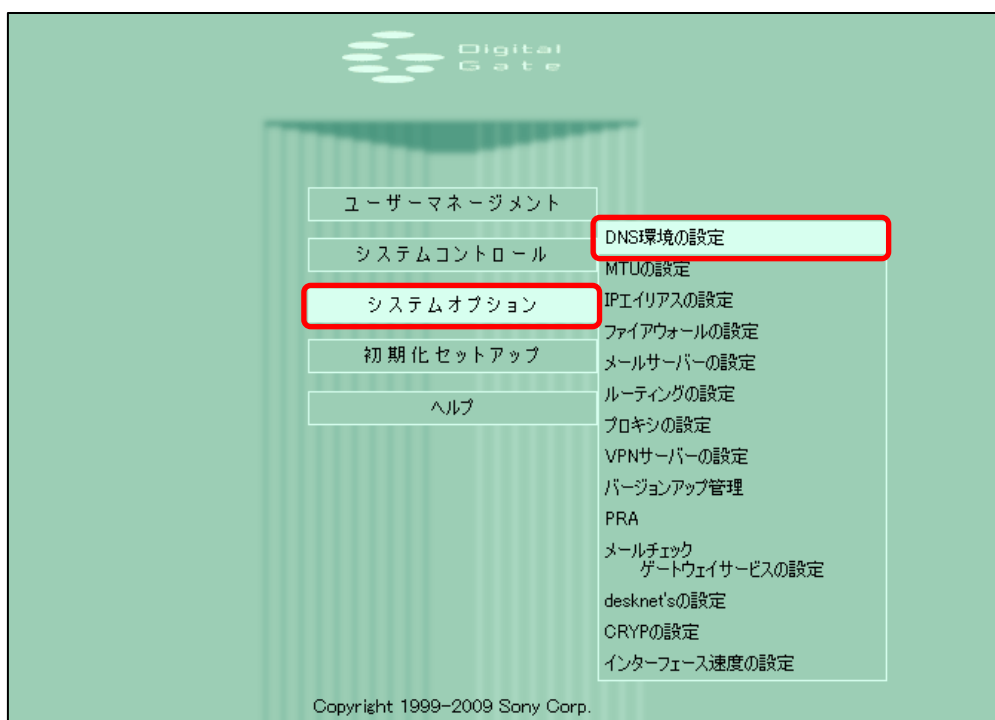 Digital
Gate
ユーザーマネージメント
システムコントロール
システムオプション
初期化セットアップ
ヘルプ
DNS環境の設定
MTUの設定
IPエイリアスの設定
ファイアウォールの設定
メールサーバーの設定
ルーティングの設定
プロキシの設定
VPNサーバーの設定
バージョンアップ管理
PRA
メールチェック
ゲートウェイサービスの設定
desknet'sの設定
CRYPの設定
インターフェース速度の設定
Copyright 1999-2009 Sony Corp.